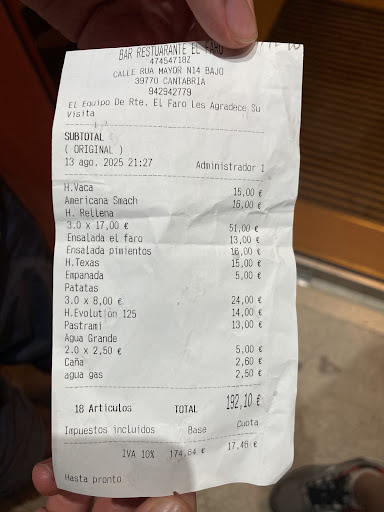 BAR RESTUARANTE EL FARO
47454718Z
CALLE RUA MAYOR N14 BAJO
39770 CANTABRIA
942942779
El Equipo De Rte. El Faro Les Agradece Su
Visita
SUBTOTAL
( ORIGINAL )
13 ago. 2025 21:27 Administrador 1
H.Vaca 15,00 €
Americana Smach 16,00 €
H. Rellena
3.0 x 17,00 € 51,00 €
Ensalada el faro 13,00 €
Ensalada pimientos 16,00 €
H.Texas 15,00 €
Empanada 5,00 €
Patatas
3.0 x 8,00 € 24,00 €
H.Evolutión 125 14,00 €
Pastrami 13,00 €
Agua Grande
2.0 x 2,50 € 5,00 €
Caña 2,60 €
agua gas 2,50 €
18 Artículos TOTAL 192,10 €
Impuestos incluidos Base Cuota
IVA 10% 174,64 € 17,46 €
Hasta pronto